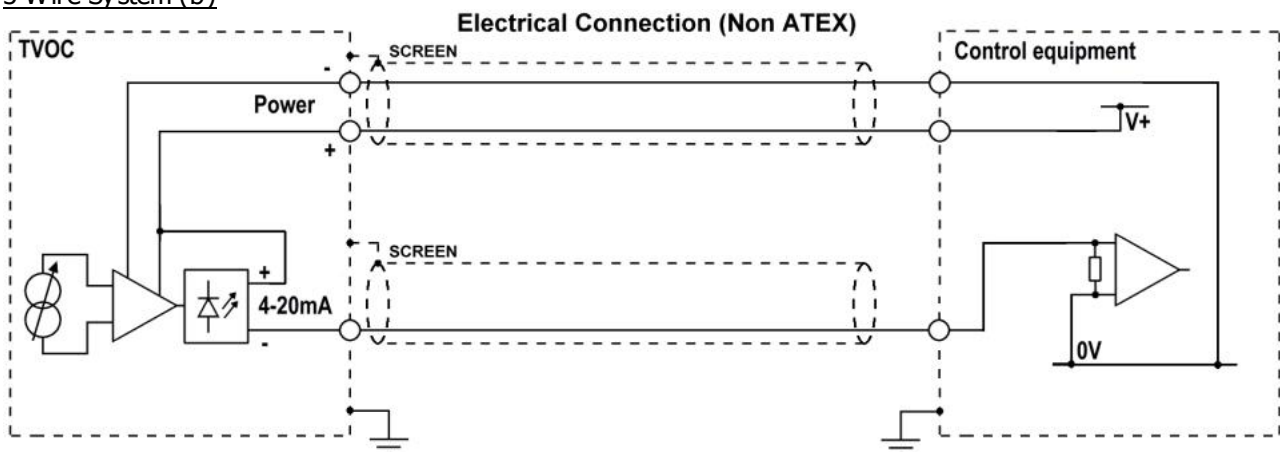 3 Wire System (b)
Electrical Connection (Non ATEX)
TVOC
SCREEN
Control equipment
-
Power
V+
+
SCREEN
+
4-20mA
-
0V